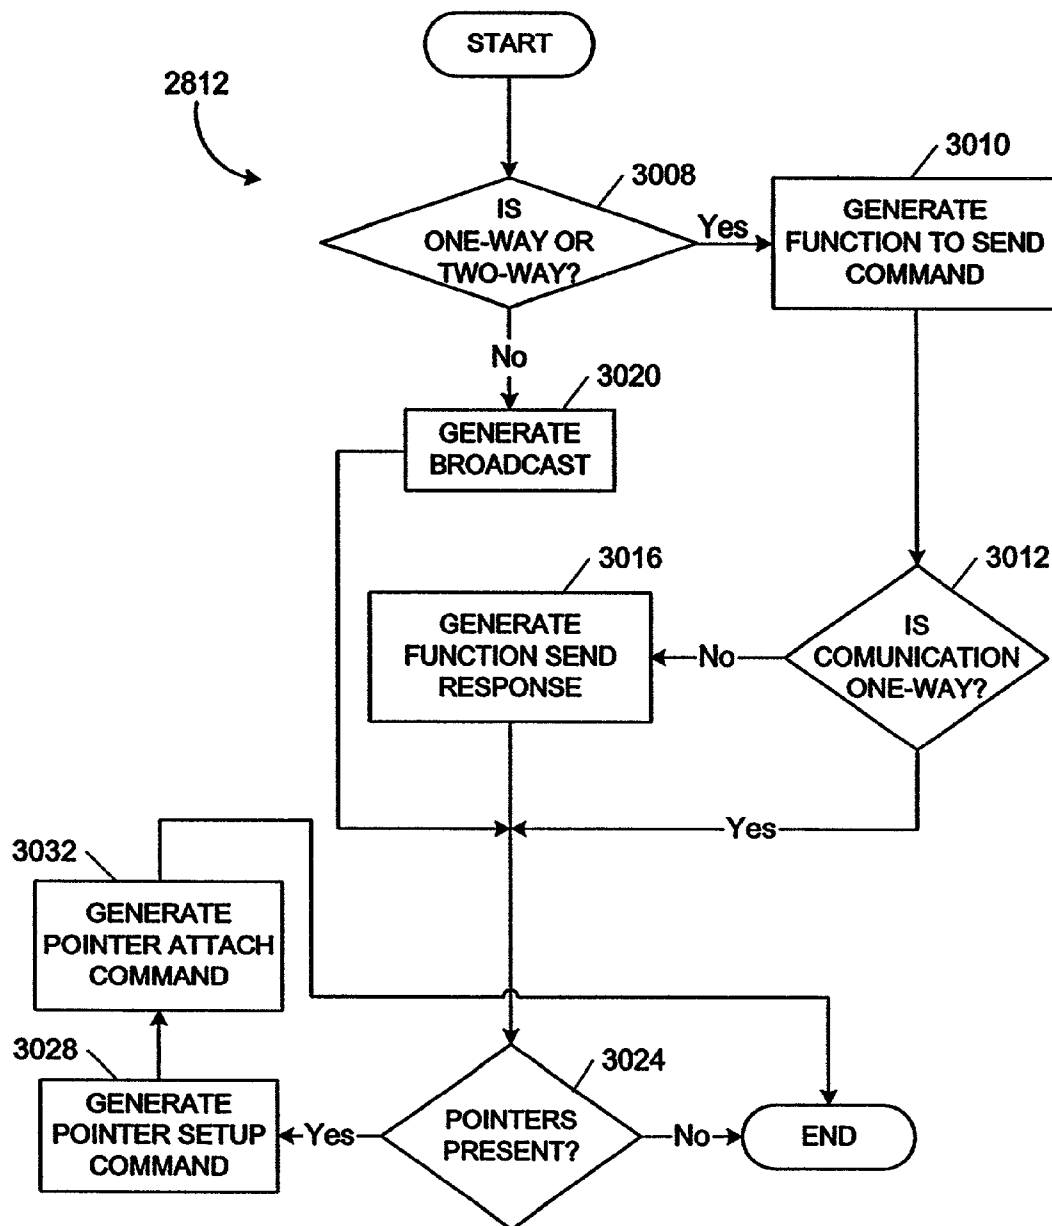 START
2812
3008
IS
ONE-WAY OR
TWO-WAY?
Yes
3010
GENERATE
FUNCTION TO SEND
COMMAND
No
3020
GENERATE
BROADCAST
3016
GENERATE
FUNCTION SEND
RESPONSE
No
3012
IS
COMUNICATION
ONE-WAY?
Yes
3032
GENERATE
POINTER ATTACH
COMMAND
3028
GENERATE
POINTER SETUP
COMMAND
Yes
3024
POINTERS
PRESENT?
No
END